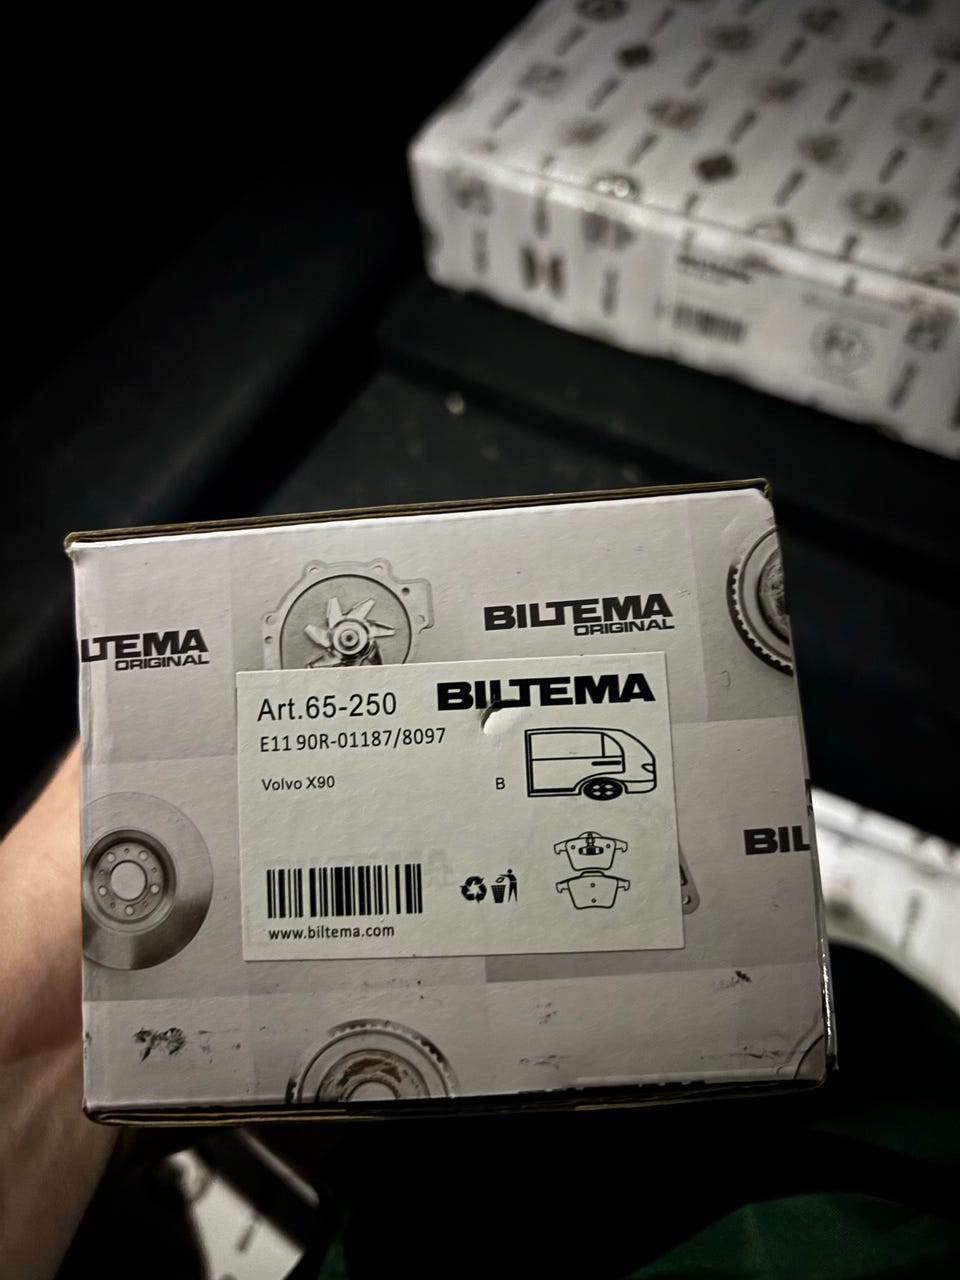 LTEMA
ORIGINAL
BILTEMA
ORIGINAL
Art.65-250
BILTEMA
E11 90R-01187/8097
Volvo X90
B
www.biltema.com
BIL